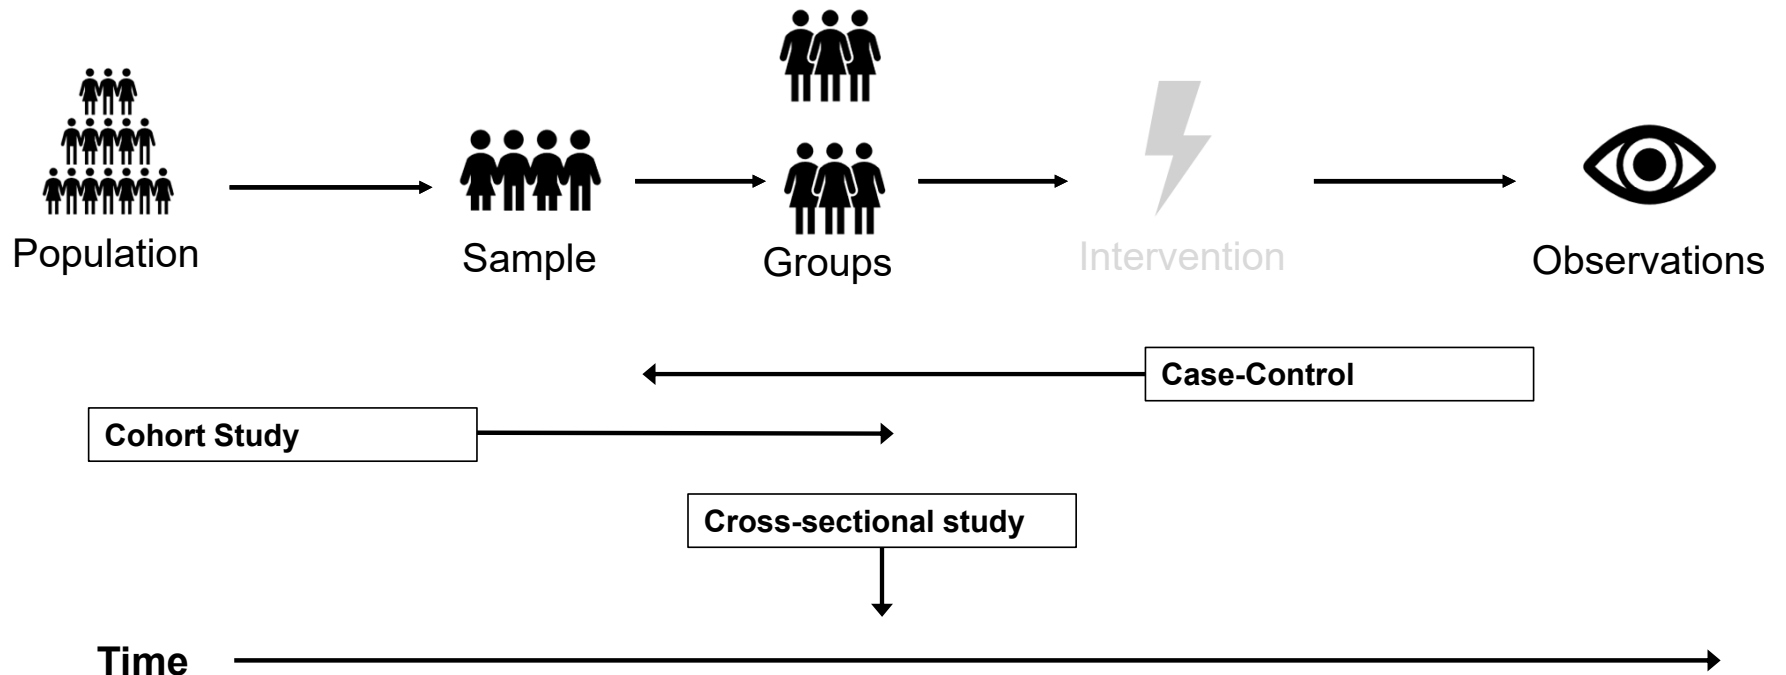 Population
Sample
Groups
Intervention
Observations
Case-Control
Cohort Study
Cross-sectional study
Time